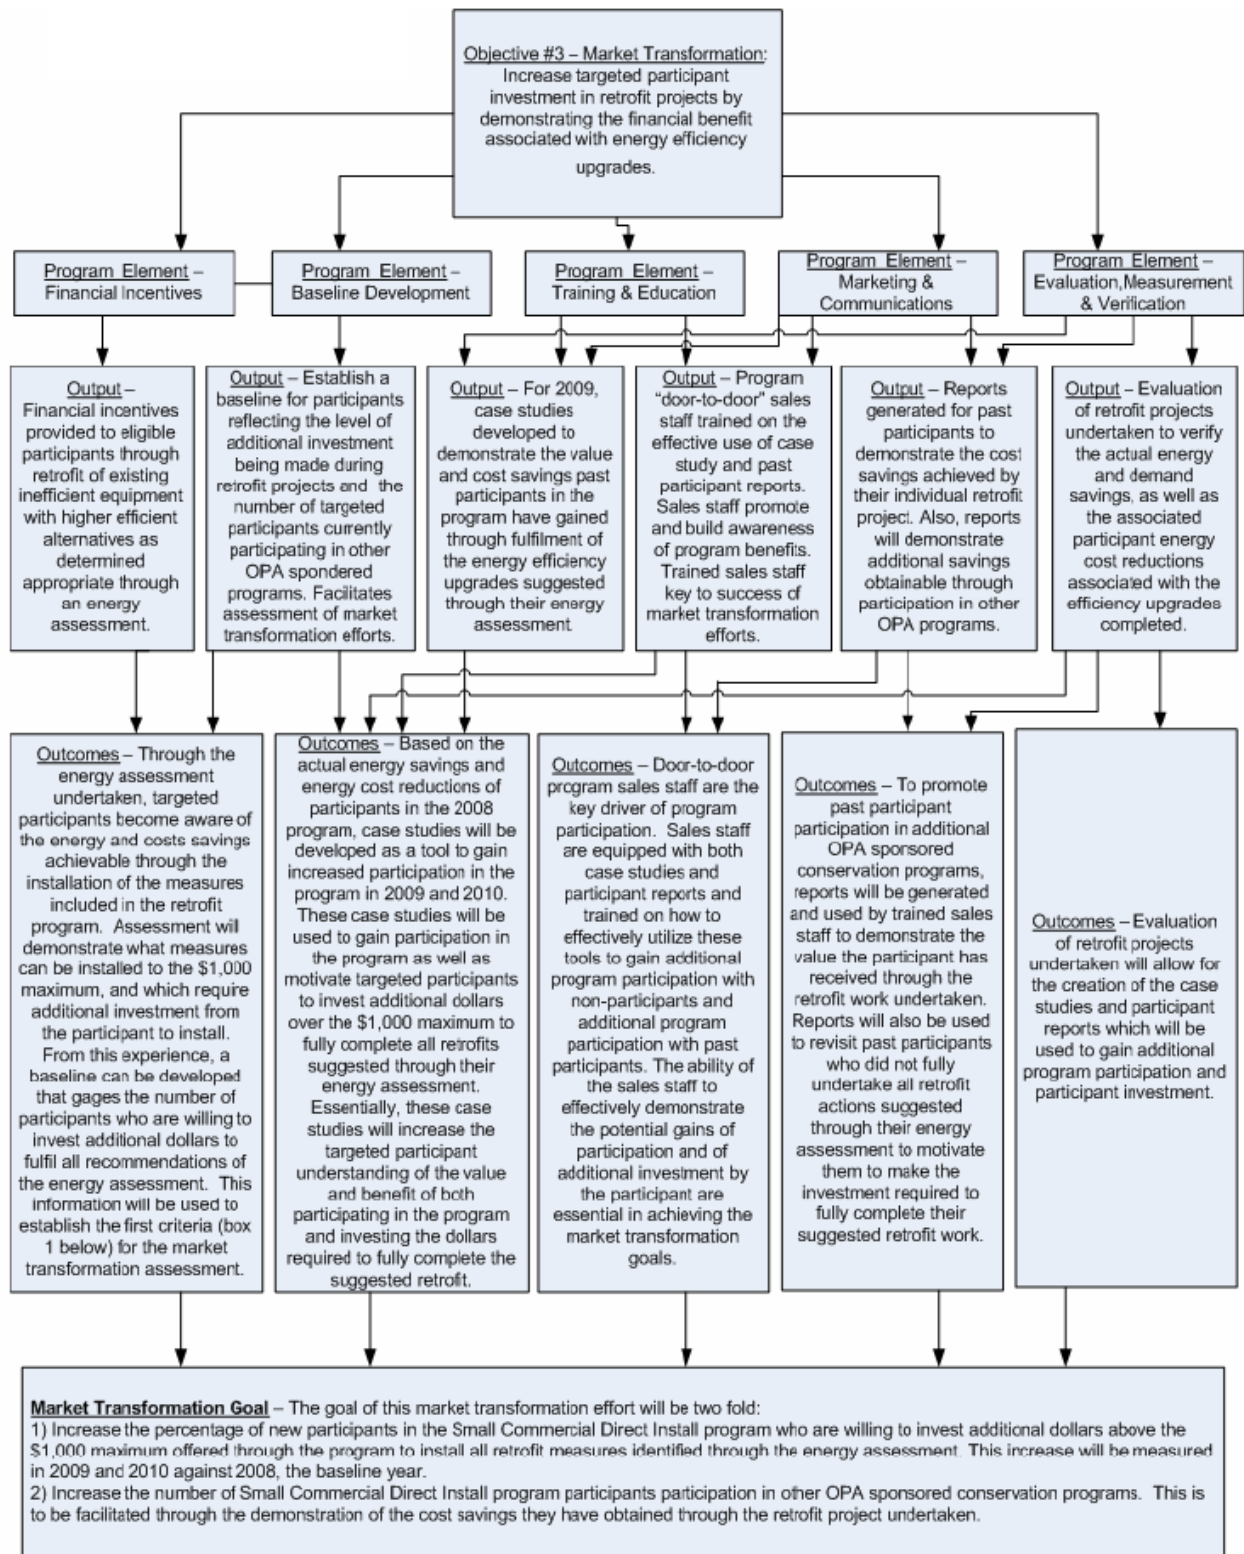 Objective #3 – Market Transformation:
Increase targeted participant
investment in retrofit projects by
demonstrating the financial benefit
associated with energy efficiency
upgrades.
Program Element –
Financial Incentives
Program Element –
Baseline Development
Program Element –
Training & Education
Program Element –
Marketing &
Communications
Program Element –
Evaluation,Measurement
& Verification
Output –
Financial incentives
provided to eligible
participants through
retrofit of existing
inefficient equipment
with higher efficient
alternatives as
determined
appropriate through
an energy
assessment.
Output – Establish a
baseline for participants
reflecting the level of
additional investment
being made during
retrofit projects and the
number of targeted
participants currently
participating in other
OPA spondered
programs. Facilitates
assessment of market
transformation efforts.
Output – For 2009,
case studies
developed to
demonstrate the value
and cost savings past
participants in the
program have gained
through fulfilment of
the energy efficiency
upgrades suggested
through their energy
assessment.
Output – Program
“door-to-door” sales
staff trained on the
effective use of case
study and past
participant reports.
Sales staff promote
and build awareness
of program benefits.
Trained sales staff
key to success of
market transformation
efforts.
Output – Reports
generated for past
participants to
demonstrate the cost
savings achieved by
their individual retrofit
project. Also, reports
will demonstrate
additional savings
obtainable through
participation in other
OPA programs.
Output – Evaluation
of retrofit projects
undertaken to verify
the actual energy
and demand
savings, as well as
the associated
participant energy
cost reductions
associated with the
efficiency upgrades
completed.
Outcomes – Through the
energy assessment
undertaken, targeted
participants become aware of
the energy and costs savings
achievable through the
installation of the measures
included in the retrofit
program. Assessment will
demonstrate what measures
can be installed to the $1,000
maximum, and which require
additional investment from
the participant to install.
From this experience, a
baseline can be developed
that gages the number of
participants who are willing to
invest additional dollars to
fulfil all recommendations of
the energy assessment. This
information will be used to
establish the first criteria (box
1 below) for the market
transformation assessment.
Outcomes – Based on the
actual energy savings and
energy cost reductions of
participants in the 2008
program, case studies will be
developed as a tool to gain
increased participation in the
program in 2009 and 2010.
These case studies will be
used to gain participation in
the program as well as
motivate targeted participants
to invest additional dollars
over the $1,000 maximum to
fully complete all retrofits
suggested through their
energy assessment.
Essentially, these case
studies will increase the
targeted participant
understanding of the value
and benefit of both
participating in the program
and investing the dollars
required to fully complete the
suggested retrofit.
Outcomes – Door-to-door
program sales staff are the
key driver of program
participation. Sales staff
are equipped with both
case studies and
participant reports and
trained on how to
effectively utilize these
tools to gain additional
program participation with
non-participants and
additional program
participation with past
participants. The ability of
the sales staff to
effectively demonstrate
the potential gains of
participation and of
additional investment by
the participant are
essential in achieving the
market transformation
goals.
Outcomes – To promote
past participant
participation in additional
OPA sponsored
conservation programs,
reports will be generated
and used by trained sales
staff to demonstrate the
value the participant has
received through the
retrofit work undertaken.
Reports will also be used
to revisit past participants
who did not fully
undertake all retrofit
actions suggested
through their energy
assessment to motivate
them to make the
investment required to
fully complete their
suggested retrofit work.
Outcomes – Evaluation
of retrofit projects
undertaken will allow for
the creation of the case
studies and participant
reports which will be
used to gain additional
program participation and
participant investment.
Market Transformation Goal – The goal of this market transformation effort will be two fold:
1) Increase the percentage of new participants in the Small Commercial Direct Install program who are willing to invest additional dollars above the
$1,000 maximum offered through the program to install all retrofit measures identified through the energy assessment. This increase will be measured
in 2009 and 2010 against 2008, the baseline year.
2) Increase the number of Small Commercial Direct Install program participants participation in other OPA sponsored conservation programs. This is
to be facilitated through the demonstration of the cost savings they have obtained through the retrofit project undertaken.